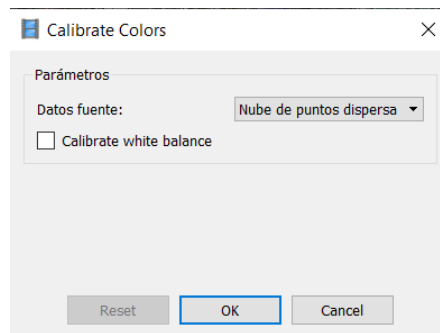 Calibrate Colors
Parámetros
Datos fuente: Nube de puntos dispersa
Calibrate white balance
Reset OK Cancel